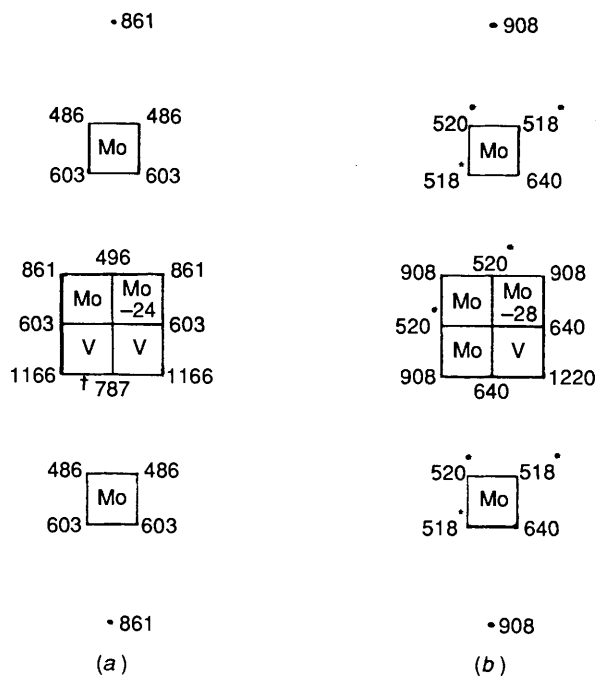 • 861 • 908
486 486 520• 518•
Mo Mo
603 603 518* 640
496 520•
861 861 908 908
Mo Mo Mo Mo
–24 –28
603 603 520• 640
V V Mo V
1166 1166 908 1220
† 787 640
486 486 520• 518•
Mo Mo
603 603 518* 640
• 861 • 908
(a) (b)